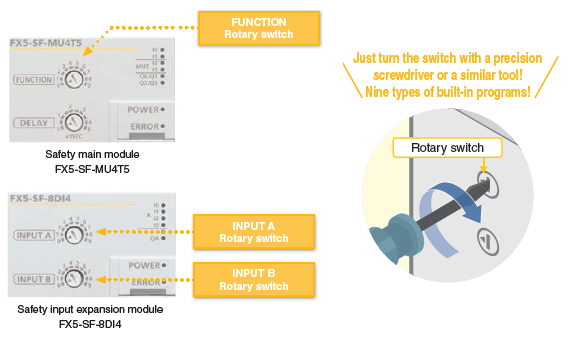 FUNCTION
Rotary switch
FX5-SF-MU4T5
FUNCTION
MUT
DELAY
×1SEC
POWER
ERROR
Safety main module
FX5-SF-MU4T5
FX5-SF-8DI4
INPUT A
A
INPUT B
POWER
ERROR
INPUT A
Rotary switch
INPUT B
Rotary switch
Safety input expansion module
FX5-SF-8DI4
Just turn the switch with a precision
screwdriver or a similar tool!
Nine types of built-in programs!
Rotary switch